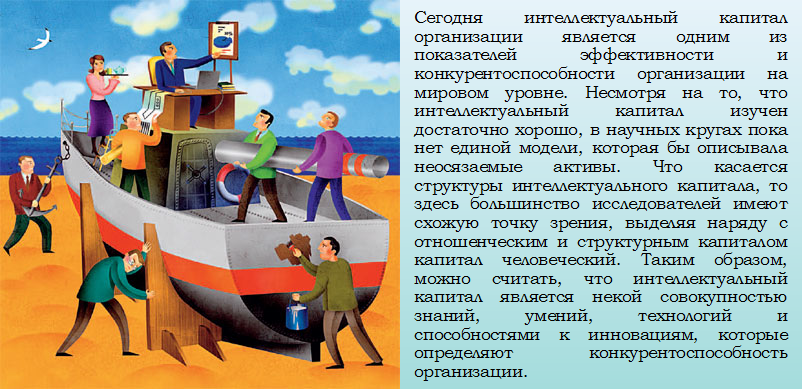 Сегодня интеллектуальный капитал
организации является одним из
показателей эффективности и
конкурентоспособности организации на
мировом уровне. Несмотря на то, что
интеллектуальный капитал изучен
достаточно хорошо, в научных кругах пока
нет единой модели, которая бы описывала
неосязаемые активы. Что касается
структуры интеллектуального капитала, то
здесь большинство исследователей имеют
схожую точку зрения, выделяя наряду с
отношенческим и структурным капиталом
капитал человеческий. Таким образом,
можно считать, что интеллектуальный
капитал является некой совокупностью
знаний, умений, технологий и
способностями к инновациям, которые
определяют конкурентоспособность
организации.